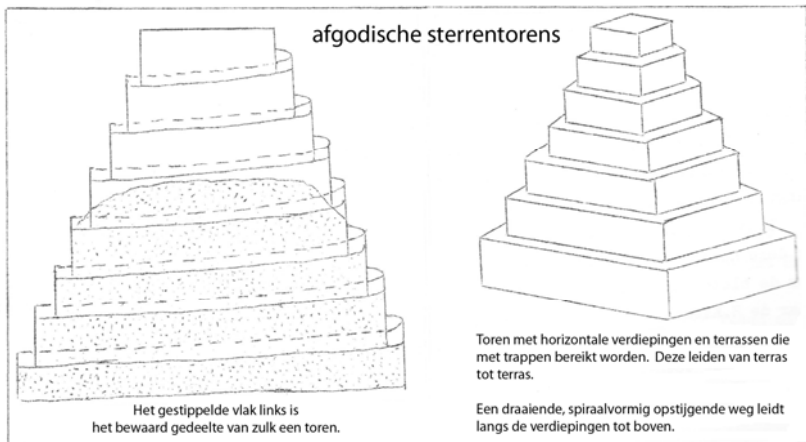 afgodische sterrentorens
Het gestippelde vlak links is
het bewaard gedeelte van zulk een toren.
Toren met horizontale verdiepingen en terrassen die
met trappen bereikt worden. Deze leiden van terras
tot terras.
Een draaiende, spiraalvormig opstijgende weg leidt
langs de verdiepingen tot boven.